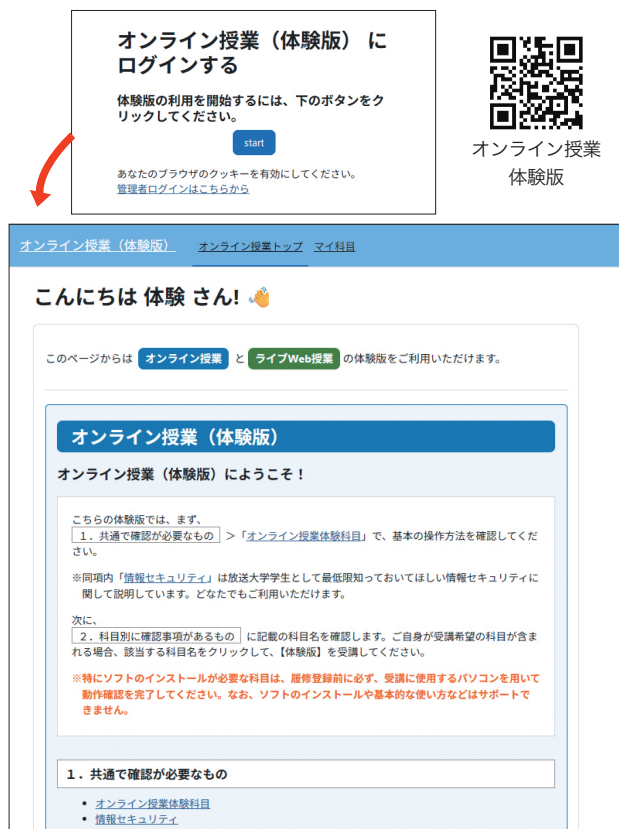 オンライン授業（体験版） に
ログインする
体験版の利用を開始するには、下のボタンをク
リックしてください。
start
あなたのブラウザのクッキーを有効にしてください。
管理者ログインはこちらから
オンライン授業
体験版
オンライン授業（体験版） オンライン授業トップ マイ科目
こんにちは 体験 さん! 👋
このページからは オンライン授業 と ライブWeb授業 の体験版をご利用いただけます。
オンライン授業（体験版）
オンライン授業（体験版）にようこそ！
こちらの体験版では、まず、
１．共通で確認が必要なもの ＞「オンライン授業体験科目」で、基本の操作方法を確認してくだ
さい。
※同項内「情報セキュリティ」は放送大学学生として最低限知っておいてほしい情報セキュリティに
関して説明しています。どなたでもご利用いただけます。
次に、
２．科目別に確認事項があるもの に記載の科目名を確認します。ご自身が受講希望の科目が含ま
れる場合、該当する科目名をクリックして、【体験版】を受講してください。
※特にソフトのインストールが必要な科目は、履修登録前に必ず、受講に使用するパソコンを用いて
動作確認を完了してください。なお、ソフトのインストールや基本的な使い方などはサポートで
きません。
１．共通で確認が必要なもの
• オンライン授業体験科目
• 情報セキュリティ